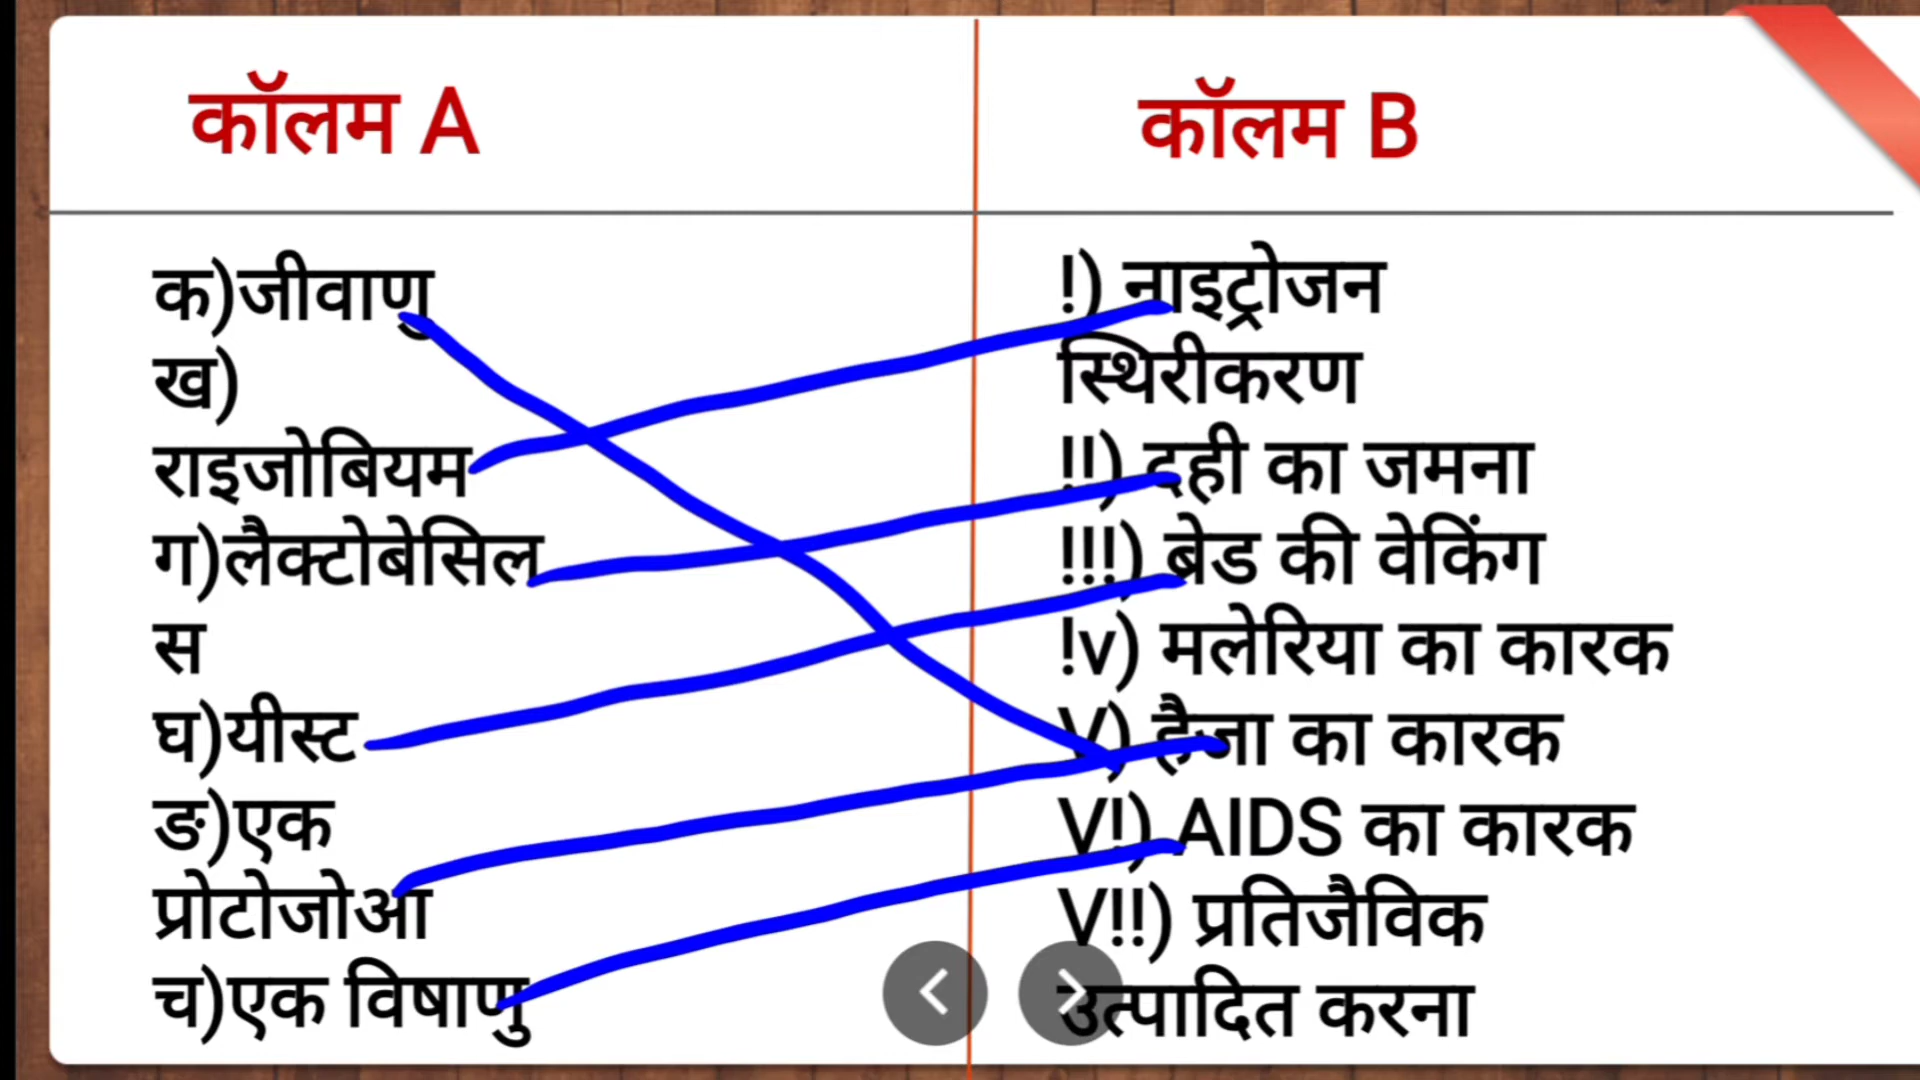 कॉलम A
कॉलम B
क)जीवाणु
ख)
राइजोबियम
ग)लैक्टोबेसिल
स
घ)यीस्ट
ङ)एक
प्रोटोजोआ
च)एक विषाणु
!) नाइट्रोजन
स्थिरीकरण
!!) दही का जमना
!!!) ब्रेड की वेकिंग
!v) मलेरिया का कारक
V) हैजा का कारक
V!) AIDS का कारक
V!!) प्रतिजैविक
उत्पादित करना